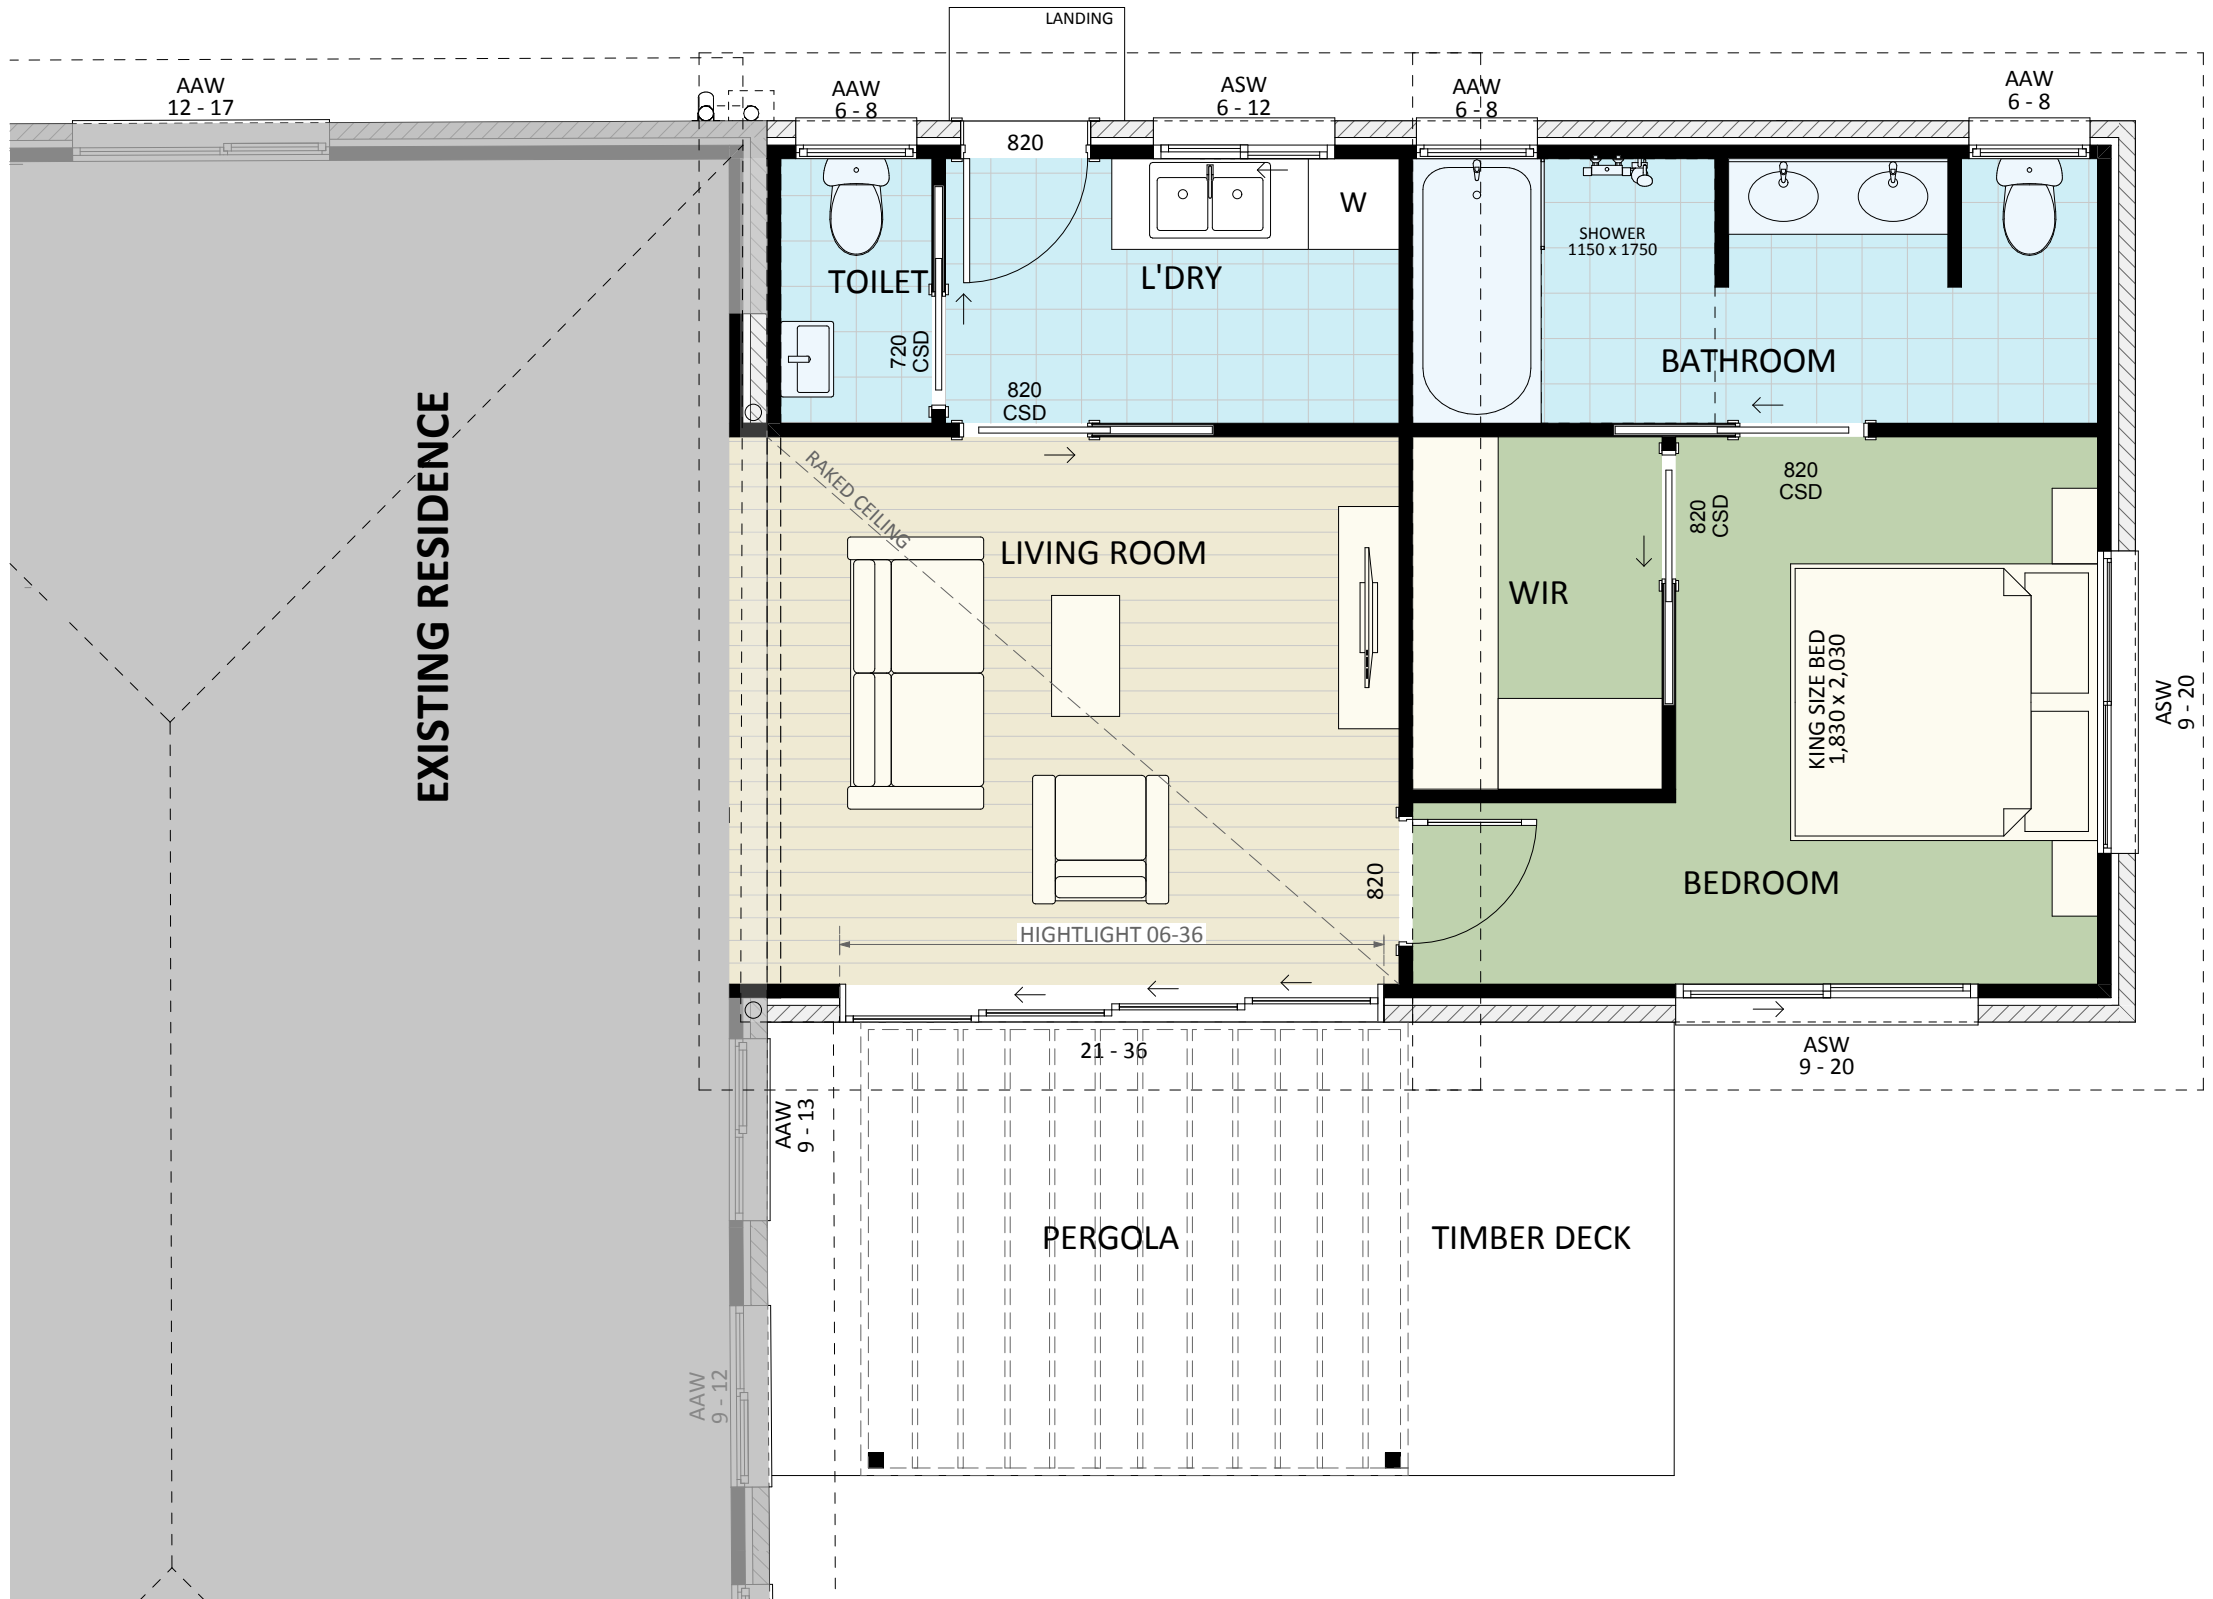 LANDING
AAW
12 - 17
AAW
6 - 8
ASW
6 - 12
AAW
6 - 8
AAW
6 - 8
820
W
SHOWER
1150 x 1750
TOILET
L'DRY
720
CSD
820
CSD
BATHROOM
EXISTING RESIDENCE
RAKED CEILING
LIVING ROOM
WIR
820
CSD
820
CSD
KING SIZE BED
1,830 x 2,030
ASW
9 - 20
820
BEDROOM
HIGHTLIGHT 06-36
21 - 36
ASW
9 - 20
AAW
9 - 13
PERGOLA
TIMBER DECK
AAW
9 - 12